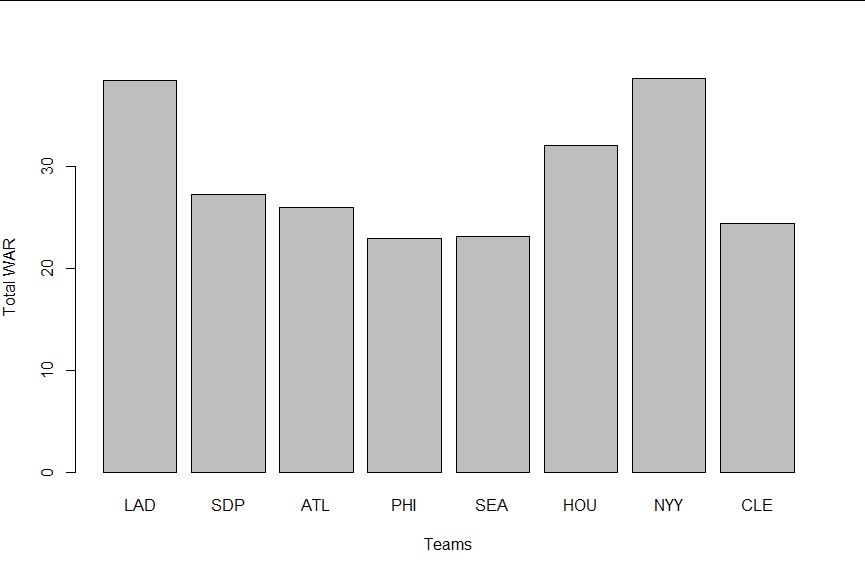 Total WAR
30
20
10
0
LAD SDP ATL PHI SEA HOU NYY CLE
Teams